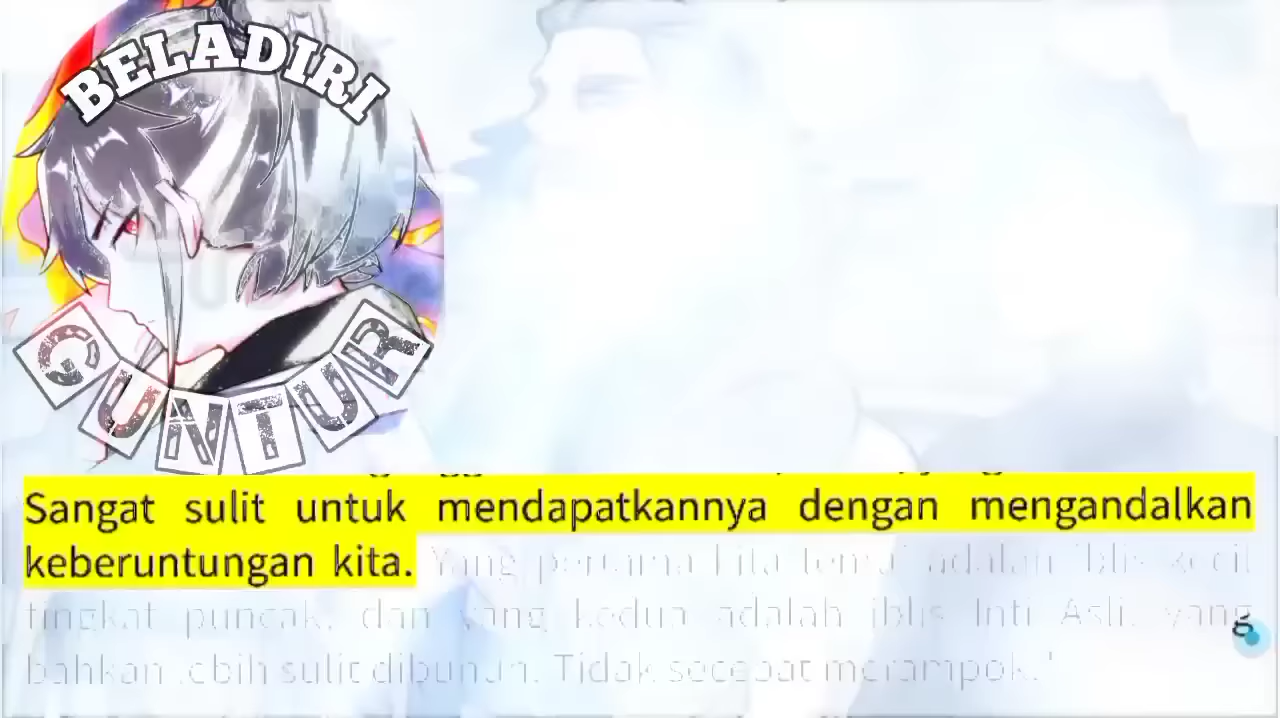 BELADIRI
GUNTUR
Sangat sulit untuk mendapatkannya dengan mengandalkan
keberuntungan kita. Yang pertama kita temui adalah iblis kecil
tingkat puncak, dan yang kedua adalah iblis Inti Asli, yang
bahkan lebih sulit dibunuh. Tidak secepat merampok."